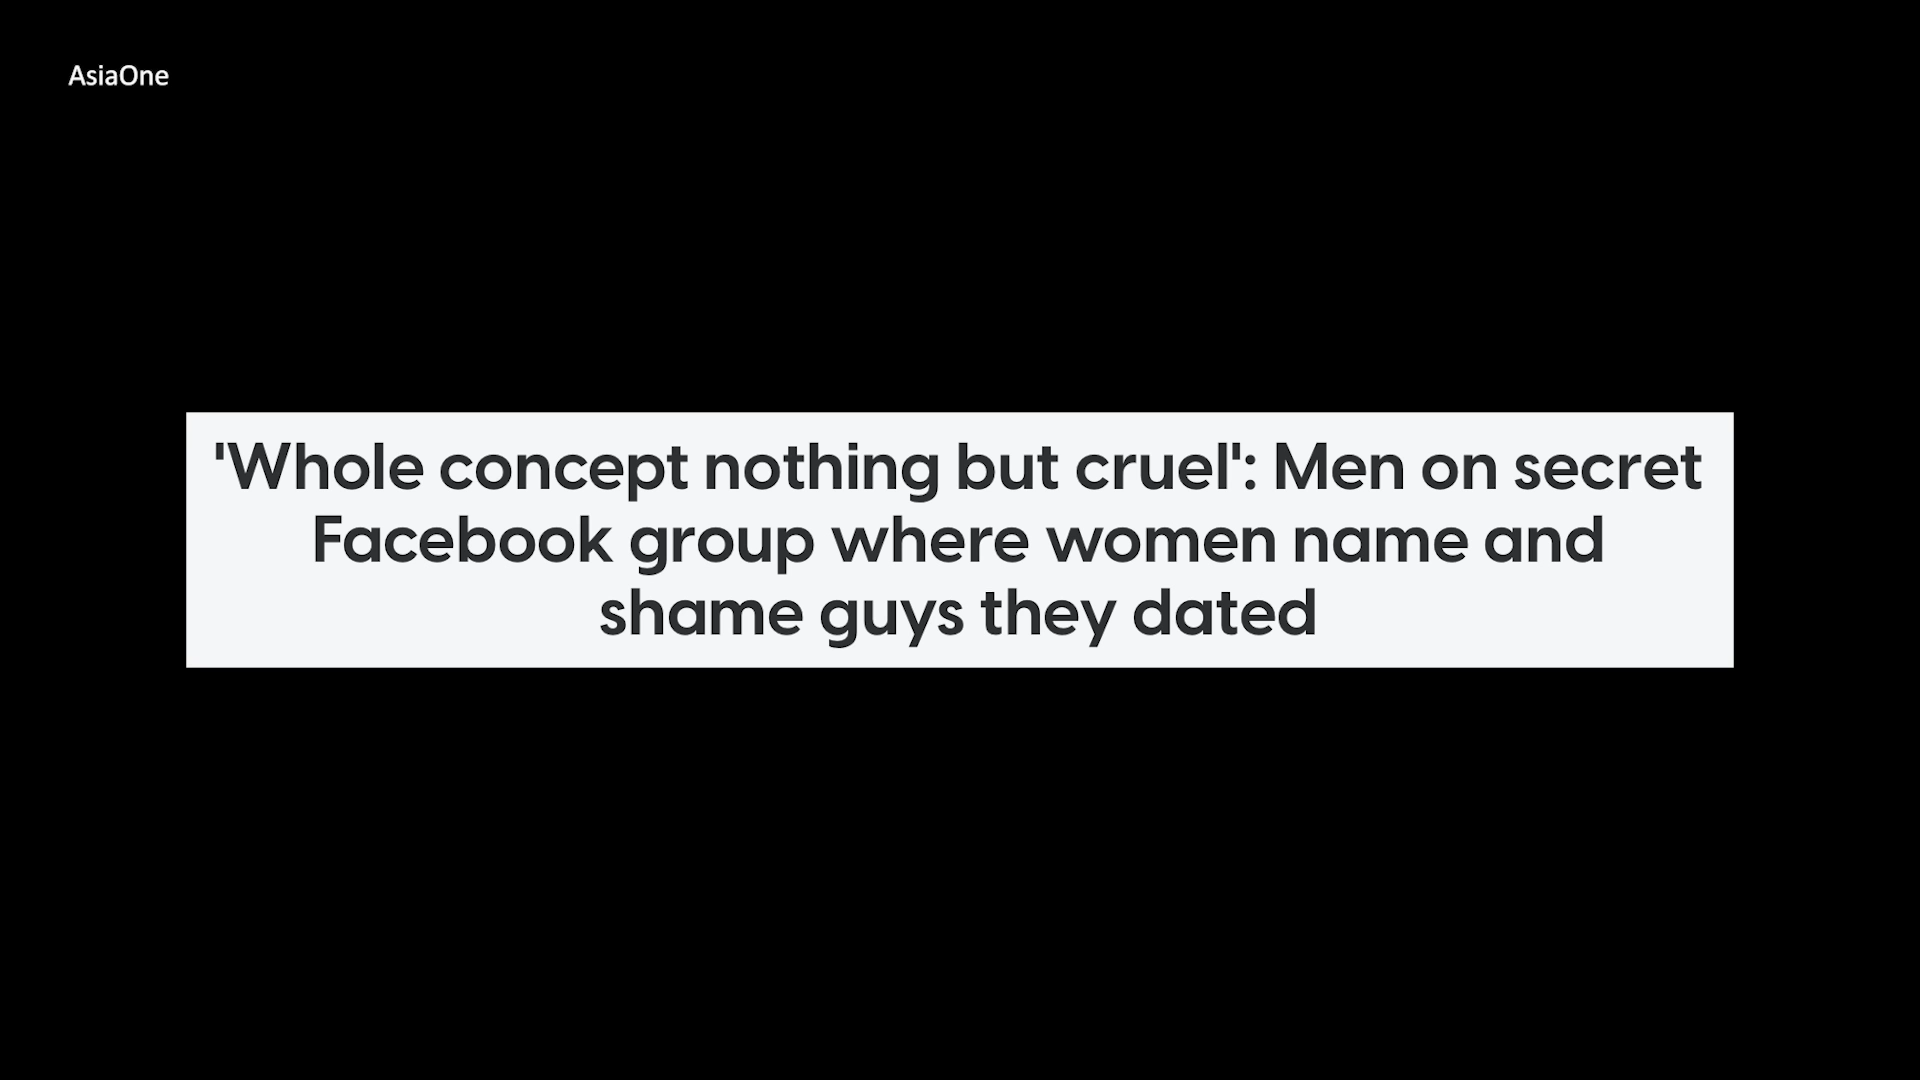 AsiaOne
'Whole concept nothing but cruel': Men on secret
Facebook group where women name and
shame guys they dated